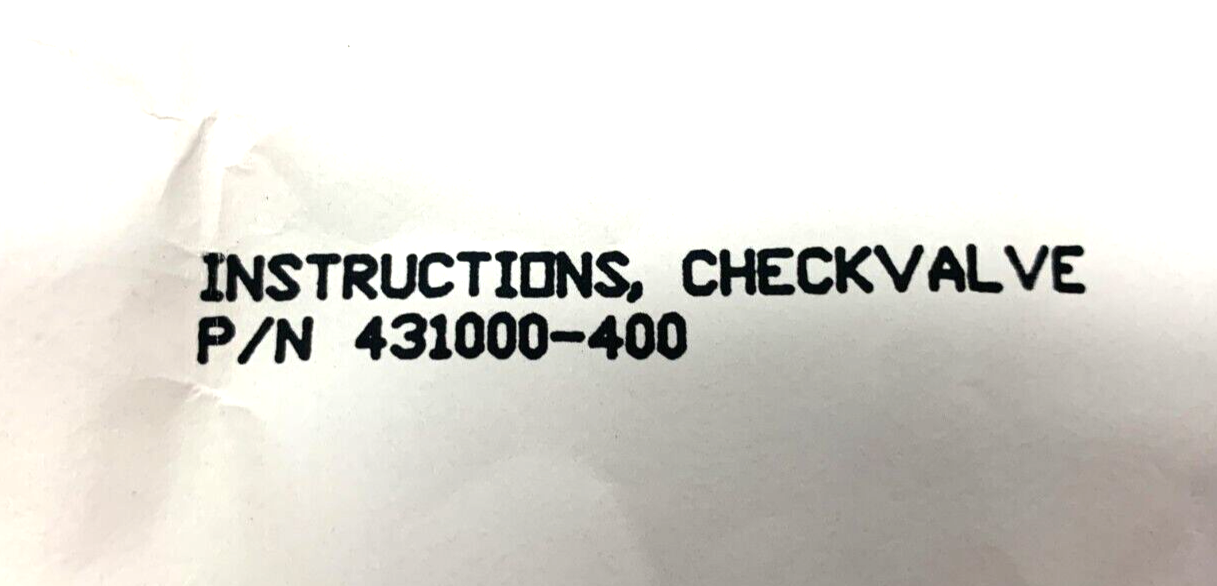 INSTRUCTIONS, CHECKVALVE
P/N 431000-400